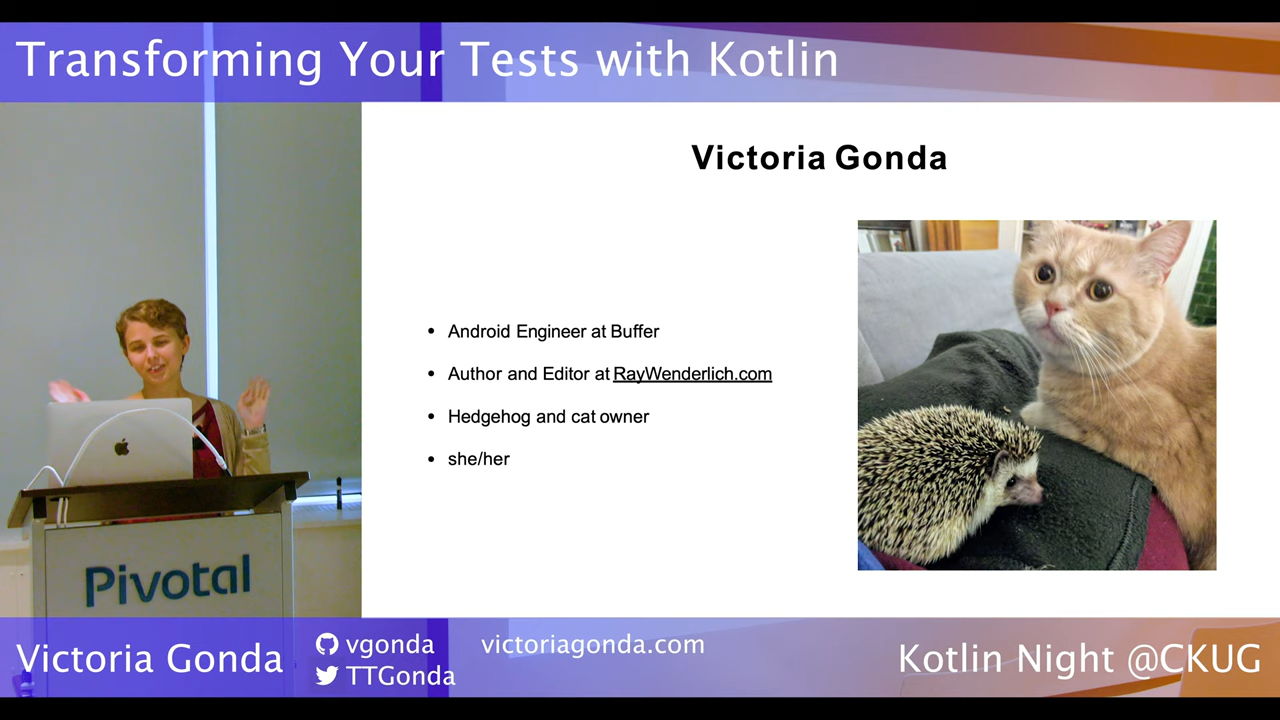 Transforming Your Tests with Kotlin
Victoria Gonda
• Android Engineer at Buffer
• Author and Editor at RayWenderlich.com
• Hedgehog and cat owner
• she/her
Pivotal
Victoria Gonda
vgonda
victoriagonda.com
TTGonda
Kotlin Night @CKUG